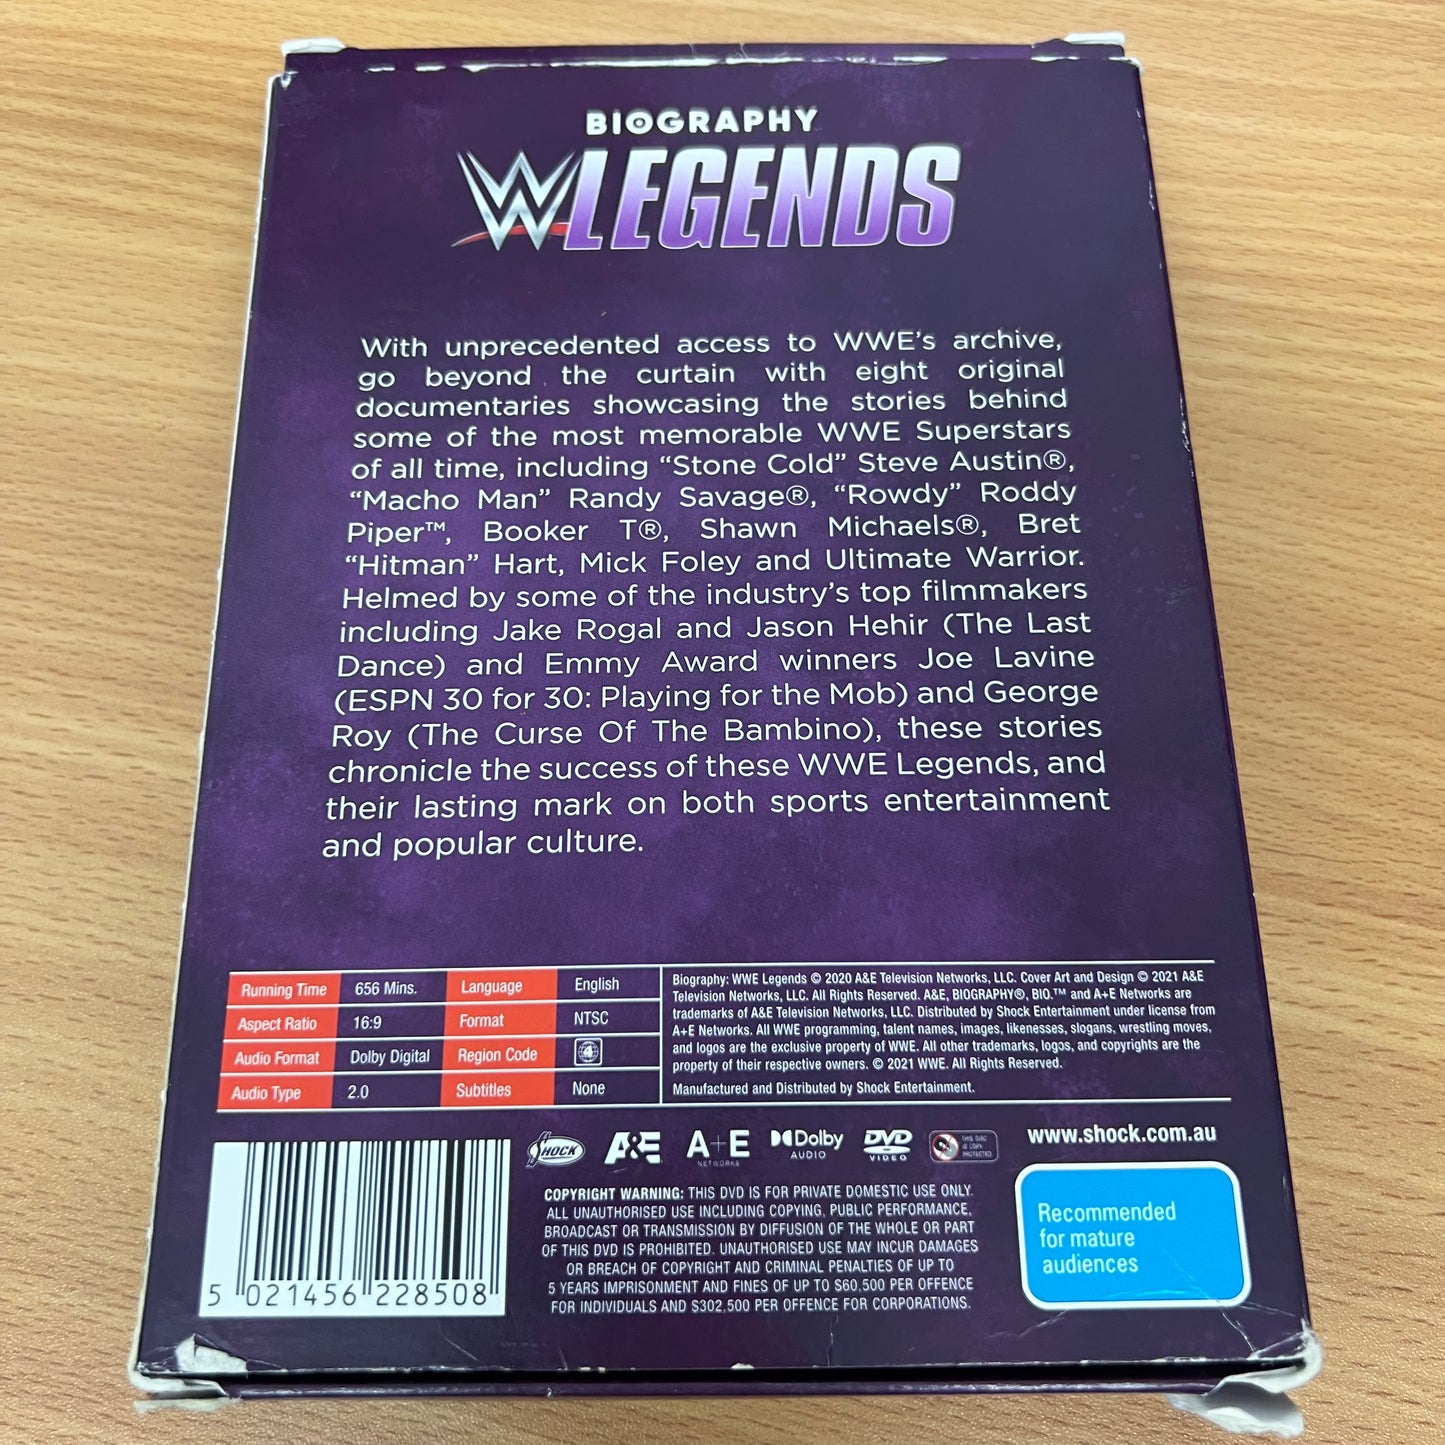 BIOGRAPHY
W LEGENDS
With unprecedented access to WWE's archive,
go beyond the curtain with eight original
documentaries showcasing the stories behind
some of the most memorable WWE Superstars
of all time, including “Stone Cold” Steve Austin®,
“Macho Man” Randy Savage®, “Rowdy” Roddy
Piper™, Booker T®, Shawn Michaels®, Bret
“Hitman” Hart, Mick Foley and Ultimate Warrior.
Helmed by some of the industry's top filmmakers
including Jake Rogal and Jason Hehir (The Last
Dance) and Emmy Award winners Joe Lavine
(ESPN 30 for 30: Playing for the Mob) and George
Roy (The Curse Of The Bambino), these stories
chronicle the success of these WWE Legends, and
their lasting mark on both sports entertainment
and popular culture.
Running Time 656 Mins. Language English
Aspect Ratio 16:9 Format NTSC
Audio Format Dolby Digital Region Code 4
Audio Type 2.0 Subtitles None
Biography: WWE Legends © 2020 A&E Television Networks, LLC. Cover Art and Design © 2021 A&E
Television Networks, LLC. All Rights Reserved. A&E, BIOGRAPHY®, BIO.™ and A+E Networks are
trademarks of A&E Television Networks, LLC. Distributed by Shock Entertainment under license from
A+E Networks. All WWE programming, talent names, images, likenesses, slogans, wrestling moves,
and logos are the exclusive property of WWE. All other trademarks, logos, and copyrights are the
property of their respective owners. © 2021 WWE. All Rights Reserved.
Manufactured and Distributed by Shock Entertainment.
SHOCK
A&E
A+E
NETWORKS
Dolby
AUDIO
DVD
VIDEO
THIS DISC
IS COPY
PROTECTED
www.shock.com.au
COPYRIGHT WARNING: THIS DVD IS FOR PRIVATE DOMESTIC USE ONLY.
ALL UNAUTHORISED USE INCLUDING COPYING, PUBLIC PERFORMANCE,
BROADCAST OR TRANSMISSION BY DIFFUSION OF THE WHOLE OR PART
OF THIS DVD IS PROHIBITED. UNAUTHORISED USE MAY INCUR DAMAGES
OR BREACH OF COPYRIGHT AND CRIMINAL PENALTIES OF UP TO
5 YEARS IMPRISONMENT AND FINES OF UP TO $60,500 PER OFFENCE
FOR INDIVIDUALS AND $302,500 PER OFFENCE FOR CORPORATIONS.
Recommended
for mature
audiences
5 021456 228508